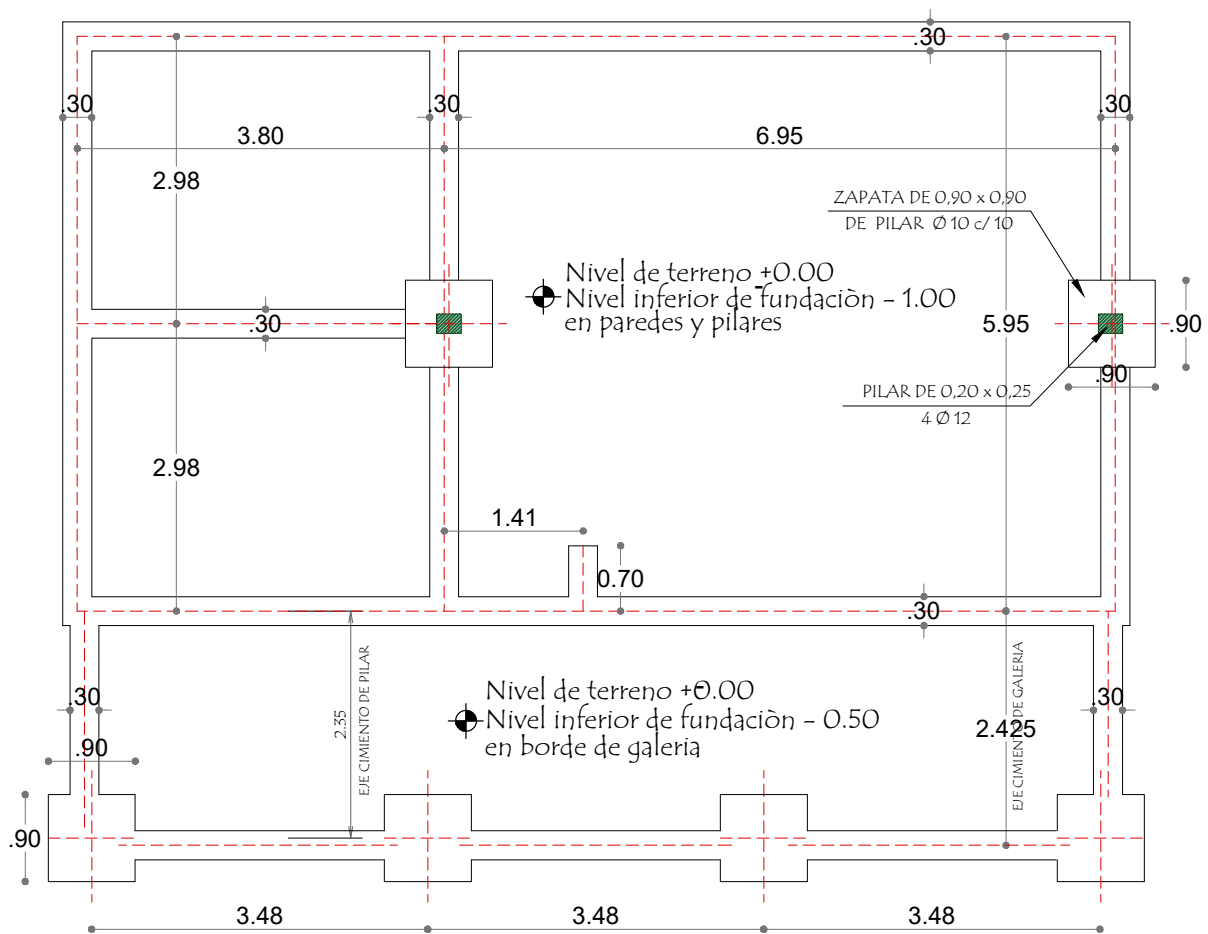 .30
.30
.30
.30
3.80
6.95
2.98
ZAPATA DE 0,90 x 0,90
DE PILAR Ø 10 c/ 10
Nivel de terreno +0.00
Nivel inferior de fundaciòn - 1.00
en paredes y pilares
.30
5.95
.90
.90
PILAR DE 0,20 x 0,25
4 Ø 12
2.98
1.41
0.70
.30
2.35
EJE CIMIENTO DE PILAR
EJE CIMIENTO DE GALERIA
Nivel de terreno +0.00
Nivel inferior de fundaciòn - 0.50
en borde de galeria
.30
.30
2.425
.90
.90
3.48
3.48
3.48